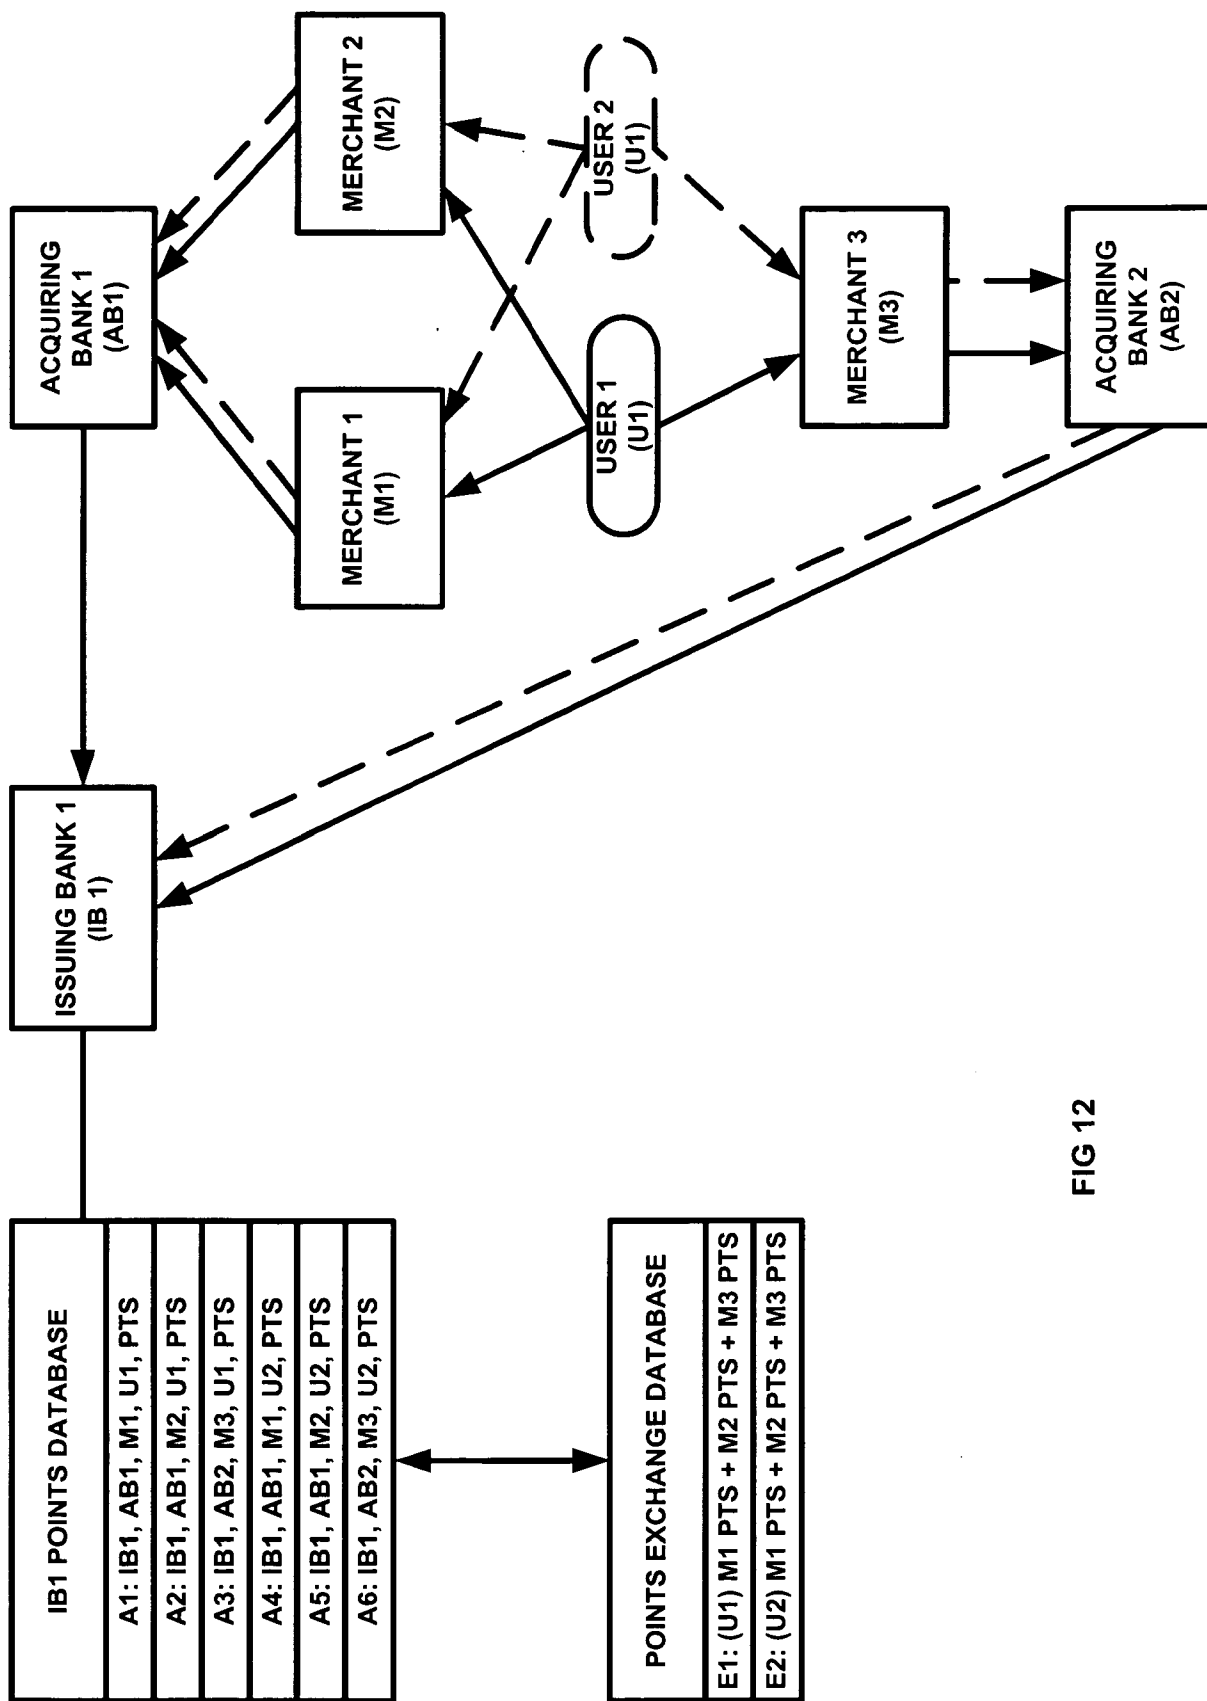 IB1 POINTS DATABASE
A1: IB1, AB1, M1, U1, PTS
A2: IB1, AB1, M2, U1, PTS
A3: IB1, AB2, M3, U1, PTS
A4: IB1, AB1, M1, U2, PTS
A5: IB1, AB1, M2, U2, PTS
A6: IB1, AB2, M3, U2, PTS
ISSUING BANK 1
(IB 1)
ACQUIRING
BANK 1
(AB1)
MERCHANT 1
(M1)
MERCHANT 2
(M2)
USER 1
(U1)
USER 2
(U1)
POINTS EXCHANGE DATABASE
E1: (U1) M1 PTS + M2 PTS + M3 PTS
E2: (U2) M1 PTS + M2 PTS + M3 PTS
MERCHANT 3
(M3)
ACQUIRING
BANK 2
(AB2)
FIG 12